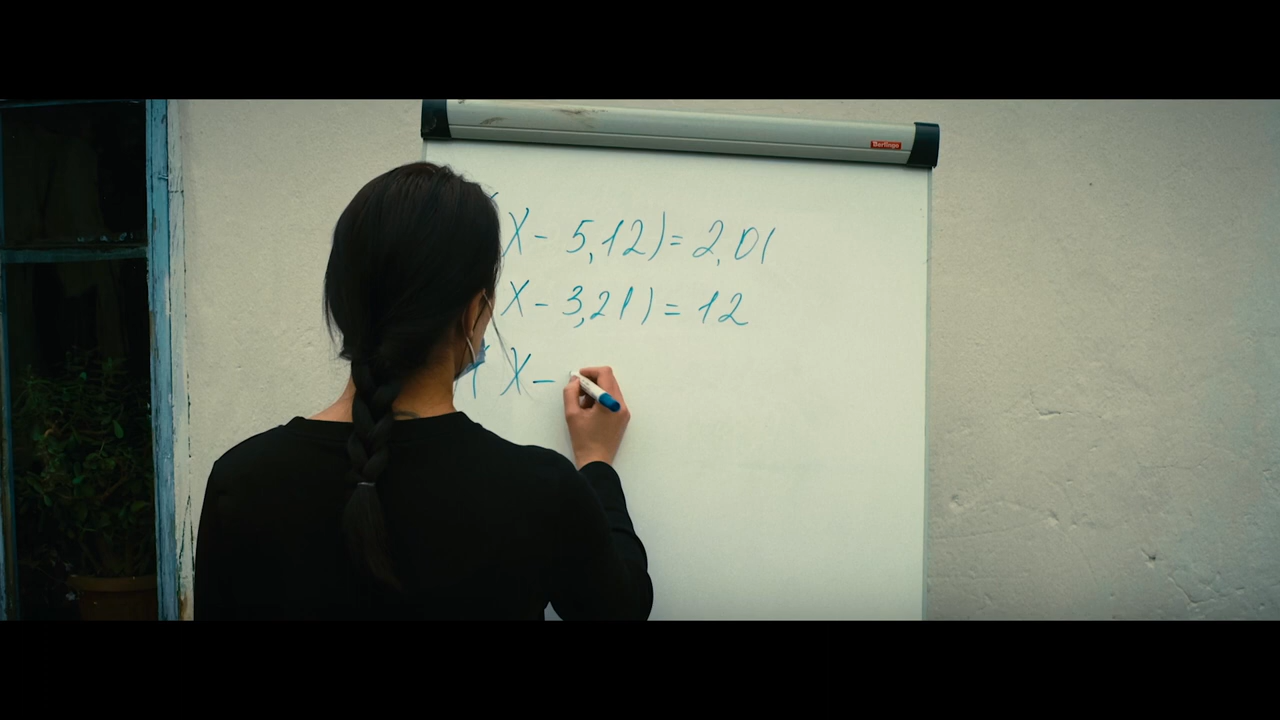 Berlingo
(X - 5,12) = 2,01
(X - 3,21) = 12
(X -